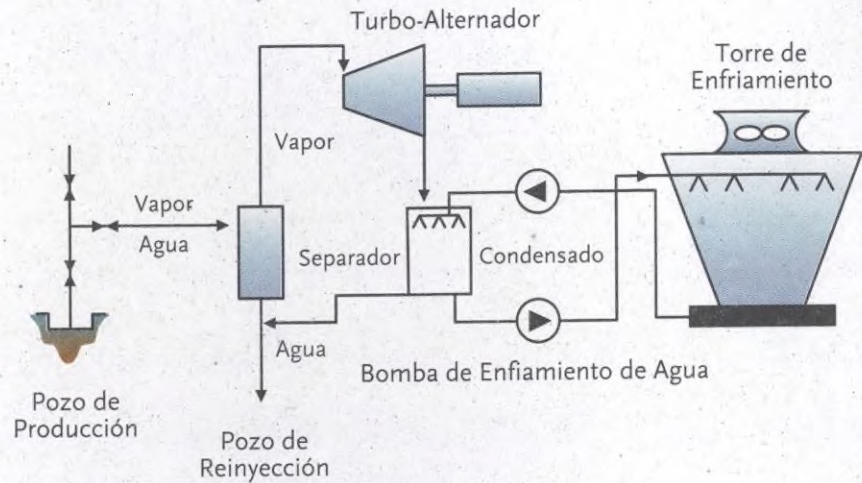 Turbo-Alternador
Torre de
Enfriamiento
Vapor
Vapor
Agua
Separador
Condensado
Agua
Bomba de Enfiamiento de Agua
Pozo de
Producción
Pozo de
Reinyección